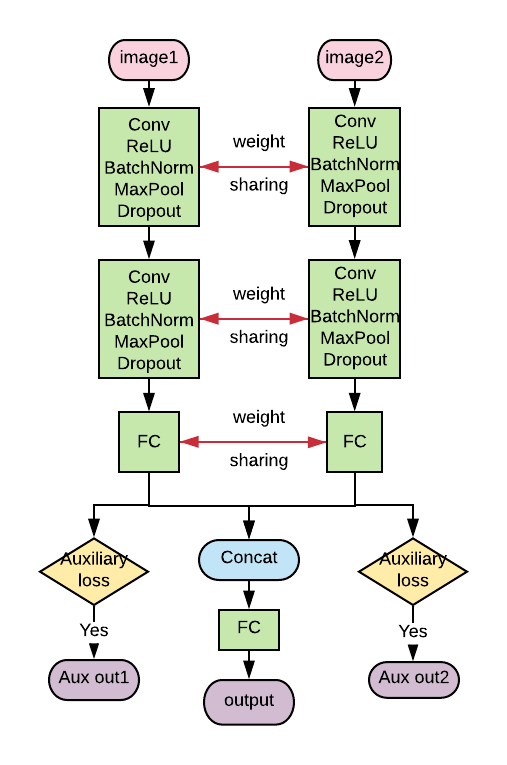 image1
image2
Conv
ReLU
BatchNorm
MaxPool
Dropout
weight
sharing
Conv
ReLU
BatchNorm
MaxPool
Dropout
Conv
ReLU
BatchNorm
MaxPool
Dropout
weight
sharing
Conv
ReLU
BatchNorm
MaxPool
Dropout
FC
weight
sharing
FC
Auxiliary
loss
Concat
Auxiliary
loss
Yes
FC
Yes
Aux out1
output
Aux out2